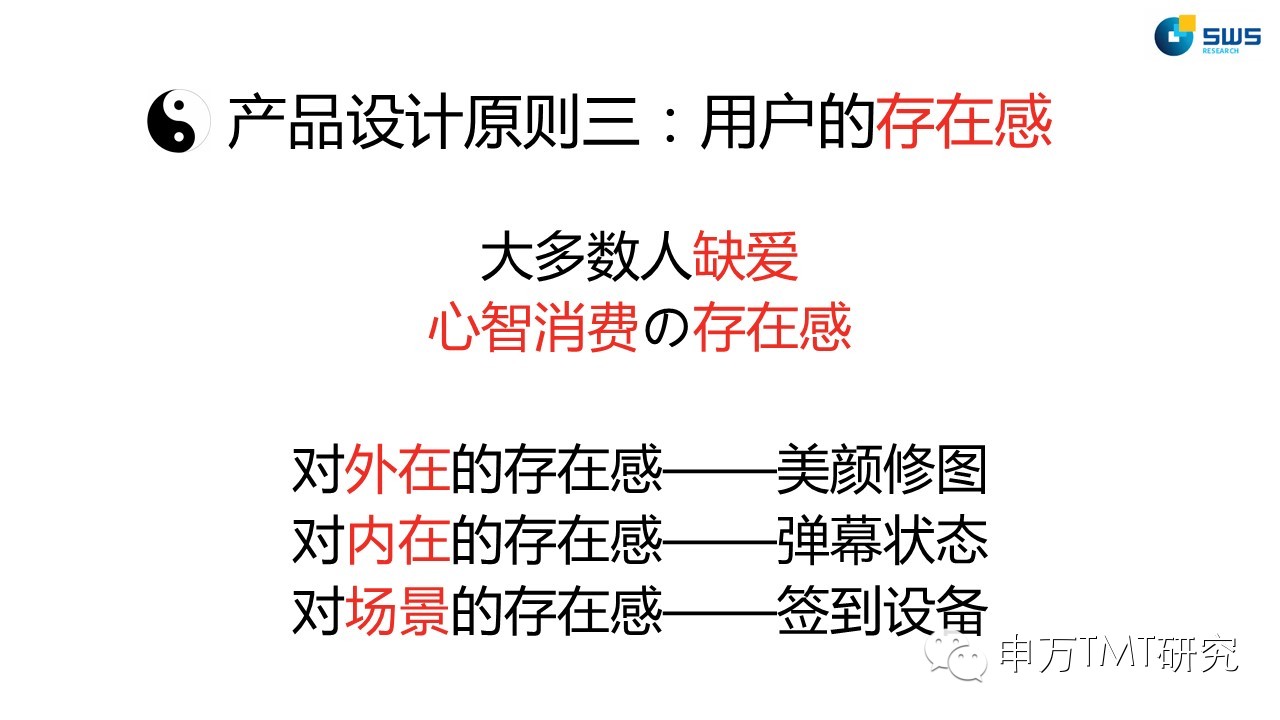 SWS
RESEARCH
产品设计原则三：用户的存在感
大多数人缺爱
心智消费の存在感
对外在的存在感——美颜修图
对内在的存在感——弹幕状态
对场景的存在感——签到设备
申万TMT研究